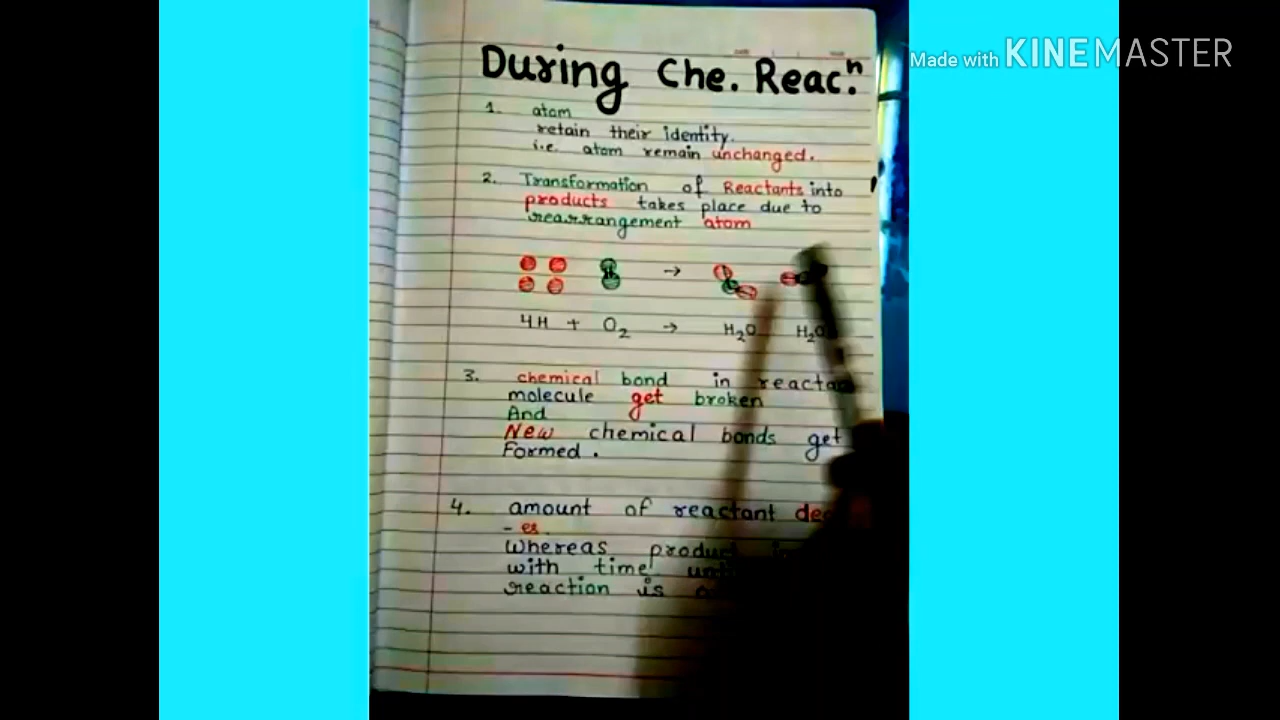 Made with KINEMASTER
During Che. Reacⁿ.
1. atom
retain their identity.
i.e. atom remain unchanged.
2. Transformation of Reactants into
products takes place due to
rearrangement atom
→
4H + O₂ → H₂O H₂O
3. chemical bond in
molecule get broken
And
New chemical bonds get
Formed.
4. amount of reactant
- es.
Whereas
with time
reaction is